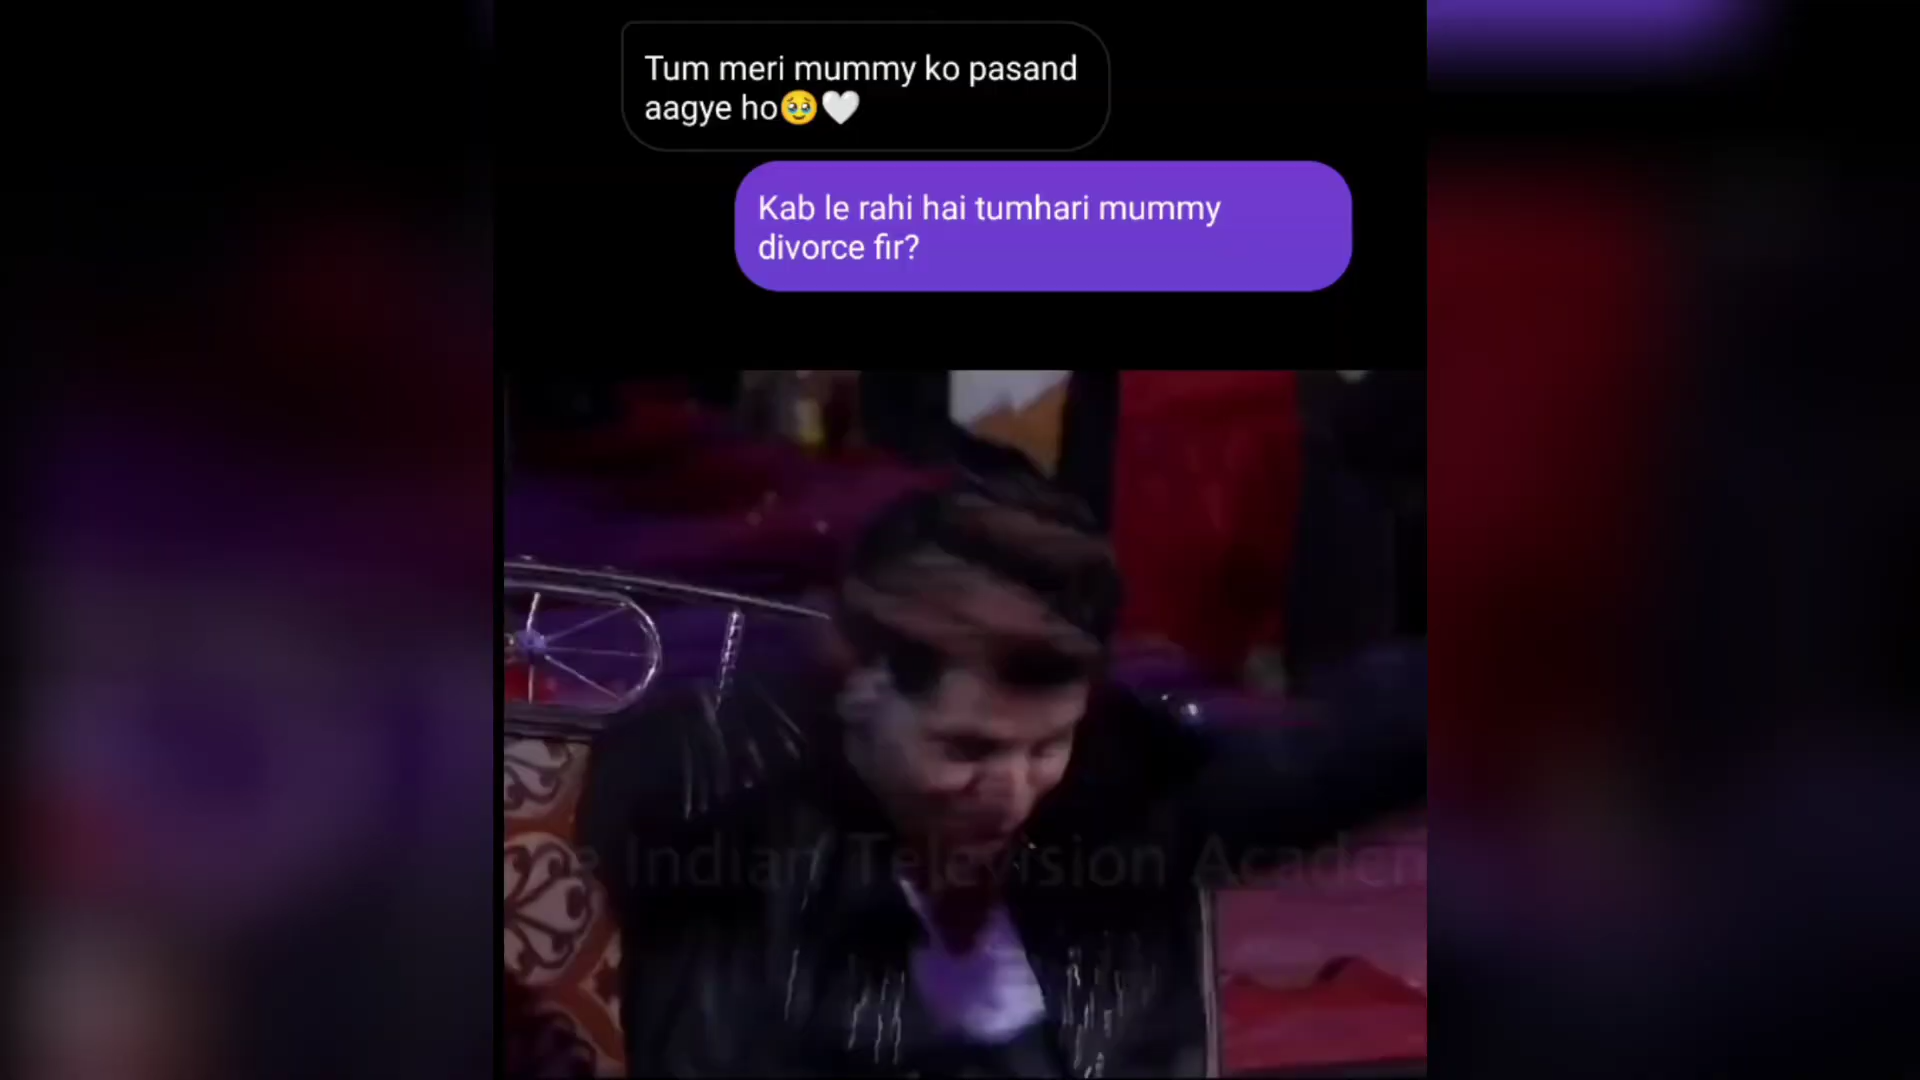 Tum meri mummy ko pasand
aagye ho🥹🤍
Kab le rahi hai tumhari mummy
divorce fir?
Indian Television Academ